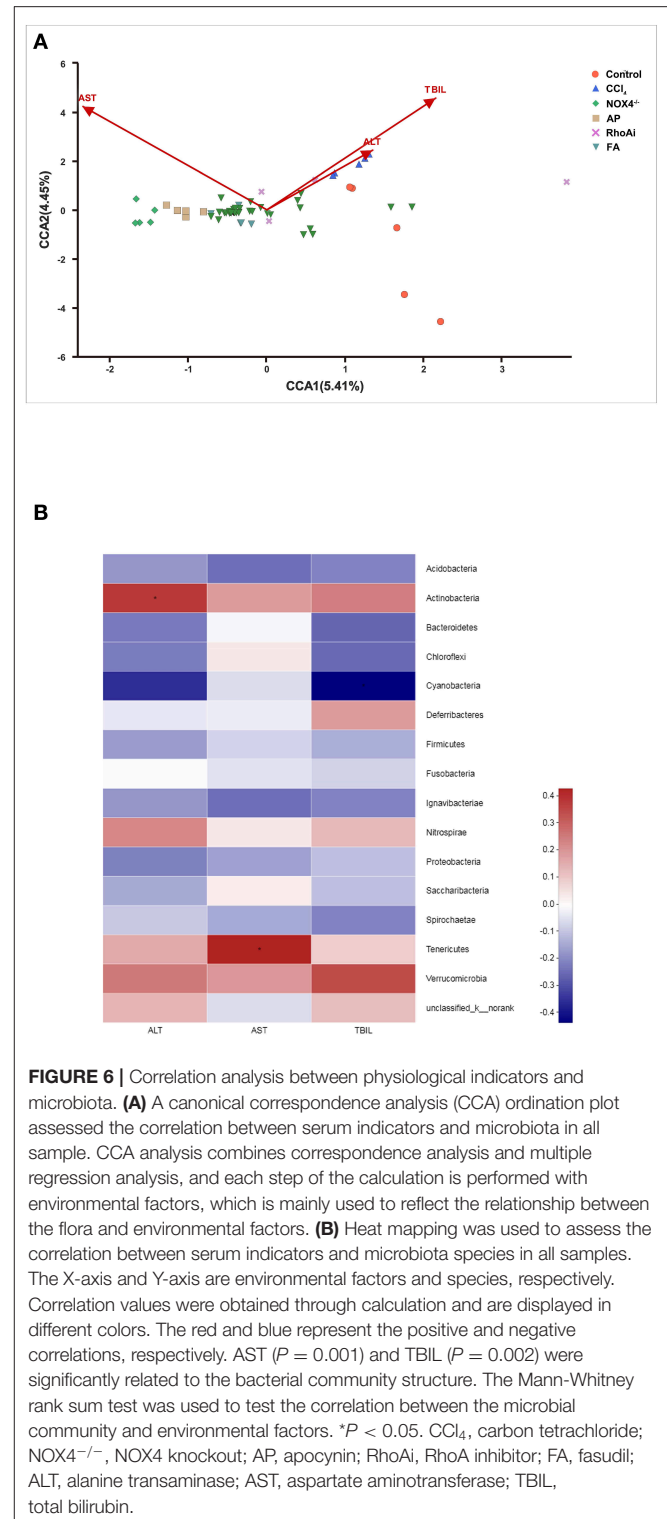 A
6
4
2
0
-2
-4
-6
CCA2(4.45%)
AST
TBIL
ALT
Control
CCl₄
NOX4⁻/⁻
AP
RhoAi
FA
-2
-1
0
1
2
3
CCA1(5.41%)
B
Acidobacteria
Actinobacteria
*
Bacteroidetes
Chloroflexi
Cyanobacteria
Deferribacteres
Firmicutes
Fusobacteria
Ignavibacteriae
Nitrospirae
Proteobacteria
Saccharibacteria
Spirochaetae
Tenericutes
*
Verrucomicrobia
unclassified_k__norank
ALT
AST
TBIL
0.4
0.3
0.2
0.1
0.0
-0.1
-0.2
-0.3
-0.4
FIGURE 6 | Correlation analysis between physiological indicators and
microbiota. (A) A canonical correspondence analysis (CCA) ordination plot
assessed the correlation between serum indicators and microbiota in all
sample. CCA analysis combines correspondence analysis and multiple
regression analysis, and each step of the calculation is performed with
environmental factors, which is mainly used to reflect the relationship between
the flora and environmental factors. (B) Heat mapping was used to assess the
correlation between serum indicators and microbiota species in all samples.
The X-axis and Y-axis are environmental factors and species, respectively.
Correlation values were obtained through calculation and are displayed in
different colors. The red and blue represent the positive and negative
correlations, respectively. AST (P = 0.001) and TBIL (P = 0.002) were
significantly related to the bacterial community structure. The Mann-Whitney
rank sum test was used to test the correlation between the microbial
community and environmental factors. *P < 0.05. CCl₄, carbon tetrachloride;
NOX4⁻/⁻, NOX4 knockout; AP, apocynin; RhoAi, RhoA inhibitor; FA, fasudil;
ALT, alanine transaminase; AST, aspartate aminotransferase; TBIL,
total bilirubin.